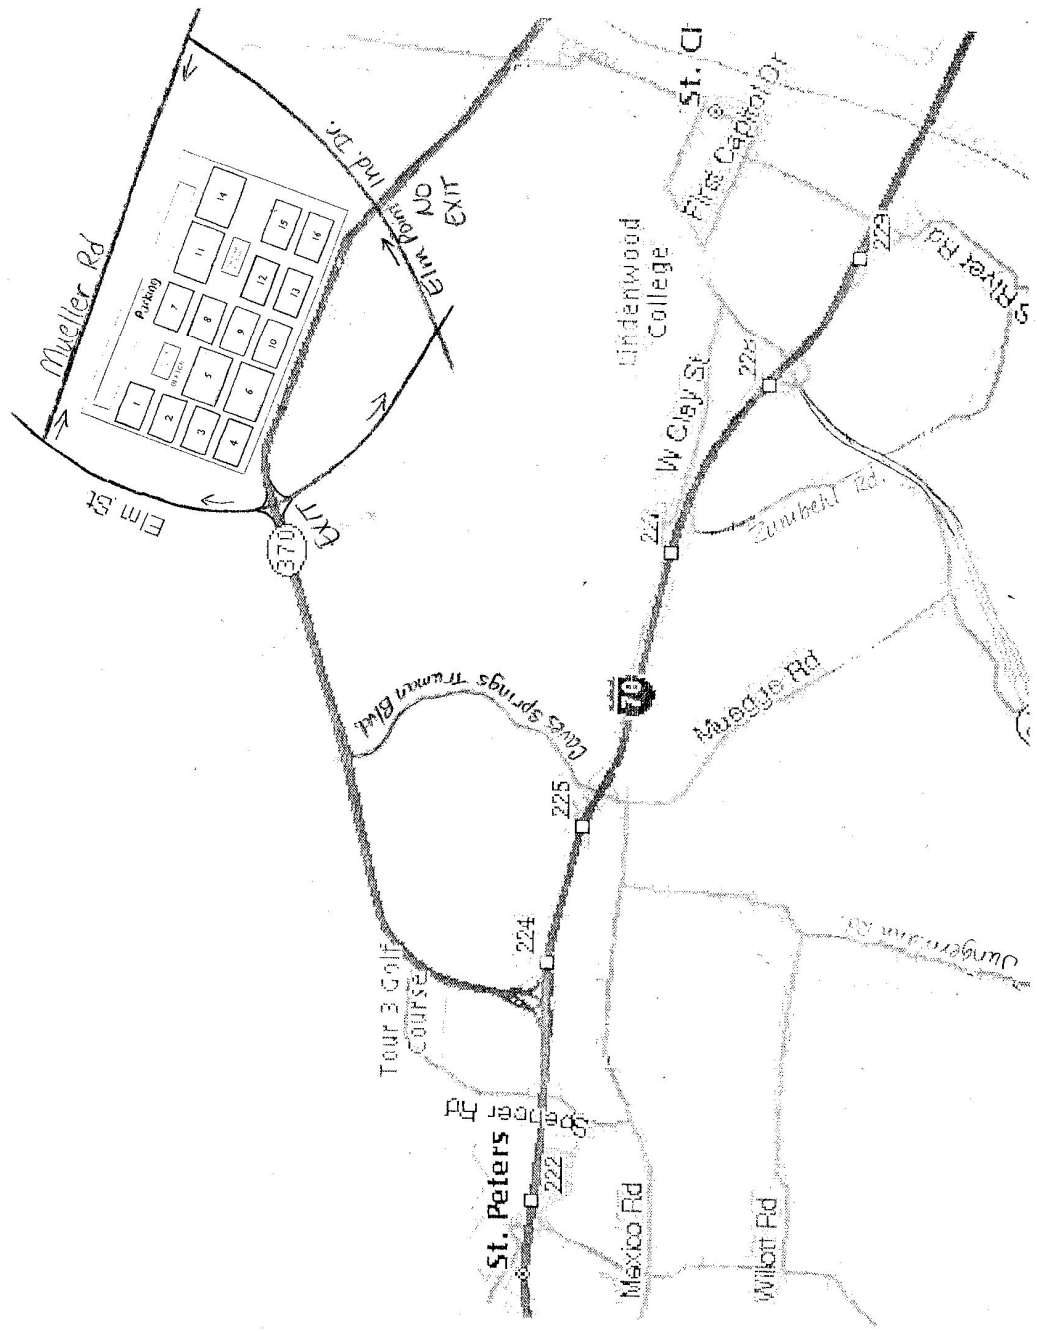 Mueller Rd
Elm St
Elm Point Ind. Dr.
NO
EXIT
EXIT
370
Parking
OFFICE
1
2
3
4
5
6
7
8
9
10
11
12
13
14
15
16
St. Ch
First Capitol Dr
Lindenwood
College
W Clay St
229
228
227
225
224
222
70
S River Rd
Zumbehl Rd.
Muegge Rd
Caves Springs Truman Blvd.
Tour 3 Golf
Course
Spencer Rd
St. Peters
Mexico Rd
Willott Rd
Jungermann Rd.